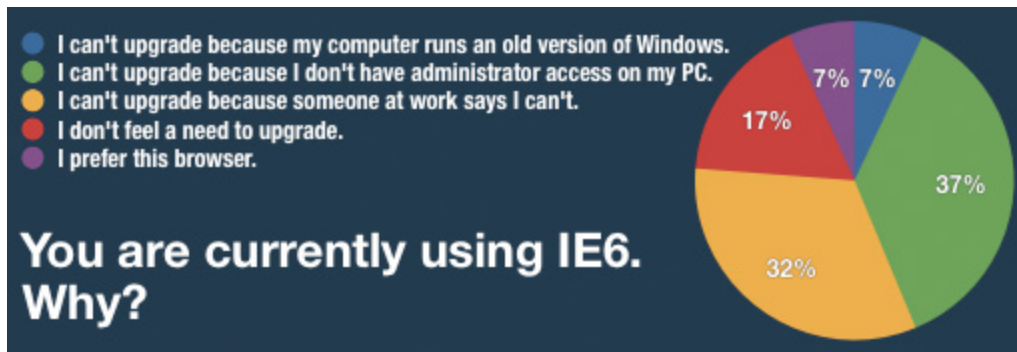 I can't upgrade because my computer runs an old version of Windows.
I can't upgrade because I don't have administrator access on my PC.
I can't upgrade because someone at work says I can't.
I don't feel a need to upgrade.
I prefer this browser.
7% 7%
17%
37%
32%
You are currently using IE6.
Why?